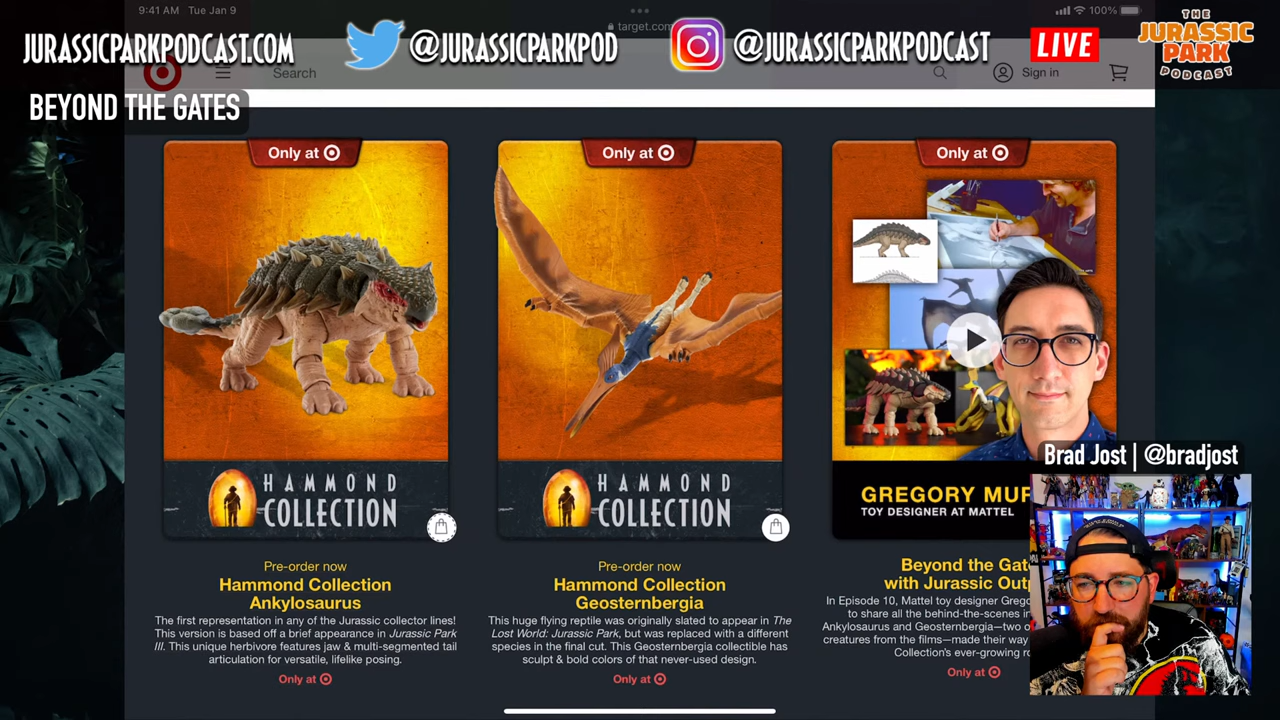 9:41 AM Tue Jan 9
100%
target.com
JURASSICPARKPODCAST.COM
@JURASSICPARKPOD
@JURASSICPARKPODCAST
LIVE
THE
JURASSIC
PARK
PODCAST
Search
Sign in
BEYOND THE GATES
Only at
Only at
Only at
HAMMOND
COLLECTION
HAMMOND
COLLECTION
GREGORY MUR
TOY DESIGNER AT MATTEL
Brad Jost | @bradjost
Pre-order now
Hammond Collection
Ankylosaurus
The first representation in any of the Jurassic collector lines!
This version is based off a brief appearance in Jurassic Park
III. This unique herbivore features jaw & multi-segmented tail
articulation for versatile, lifelike posing.
Only at
Pre-order now
Hammond Collection
Geosternbergia
This huge flying reptile was originally slated to appear in The
Lost World: Jurassic Park, but was replaced with a different
species in the final cut. This Geosternbergia collectible has
sculpt & bold colors of that never-used design.
Only at
Beyond the Gat
with Jurassic Out
In Episode 10, Mattel toy designer Grego
to share all the behind-the-scenes in
Ankylosaurus and Geosternbergia—two o
creatures from the films—made their way
Collection's ever-growing ro
Only at